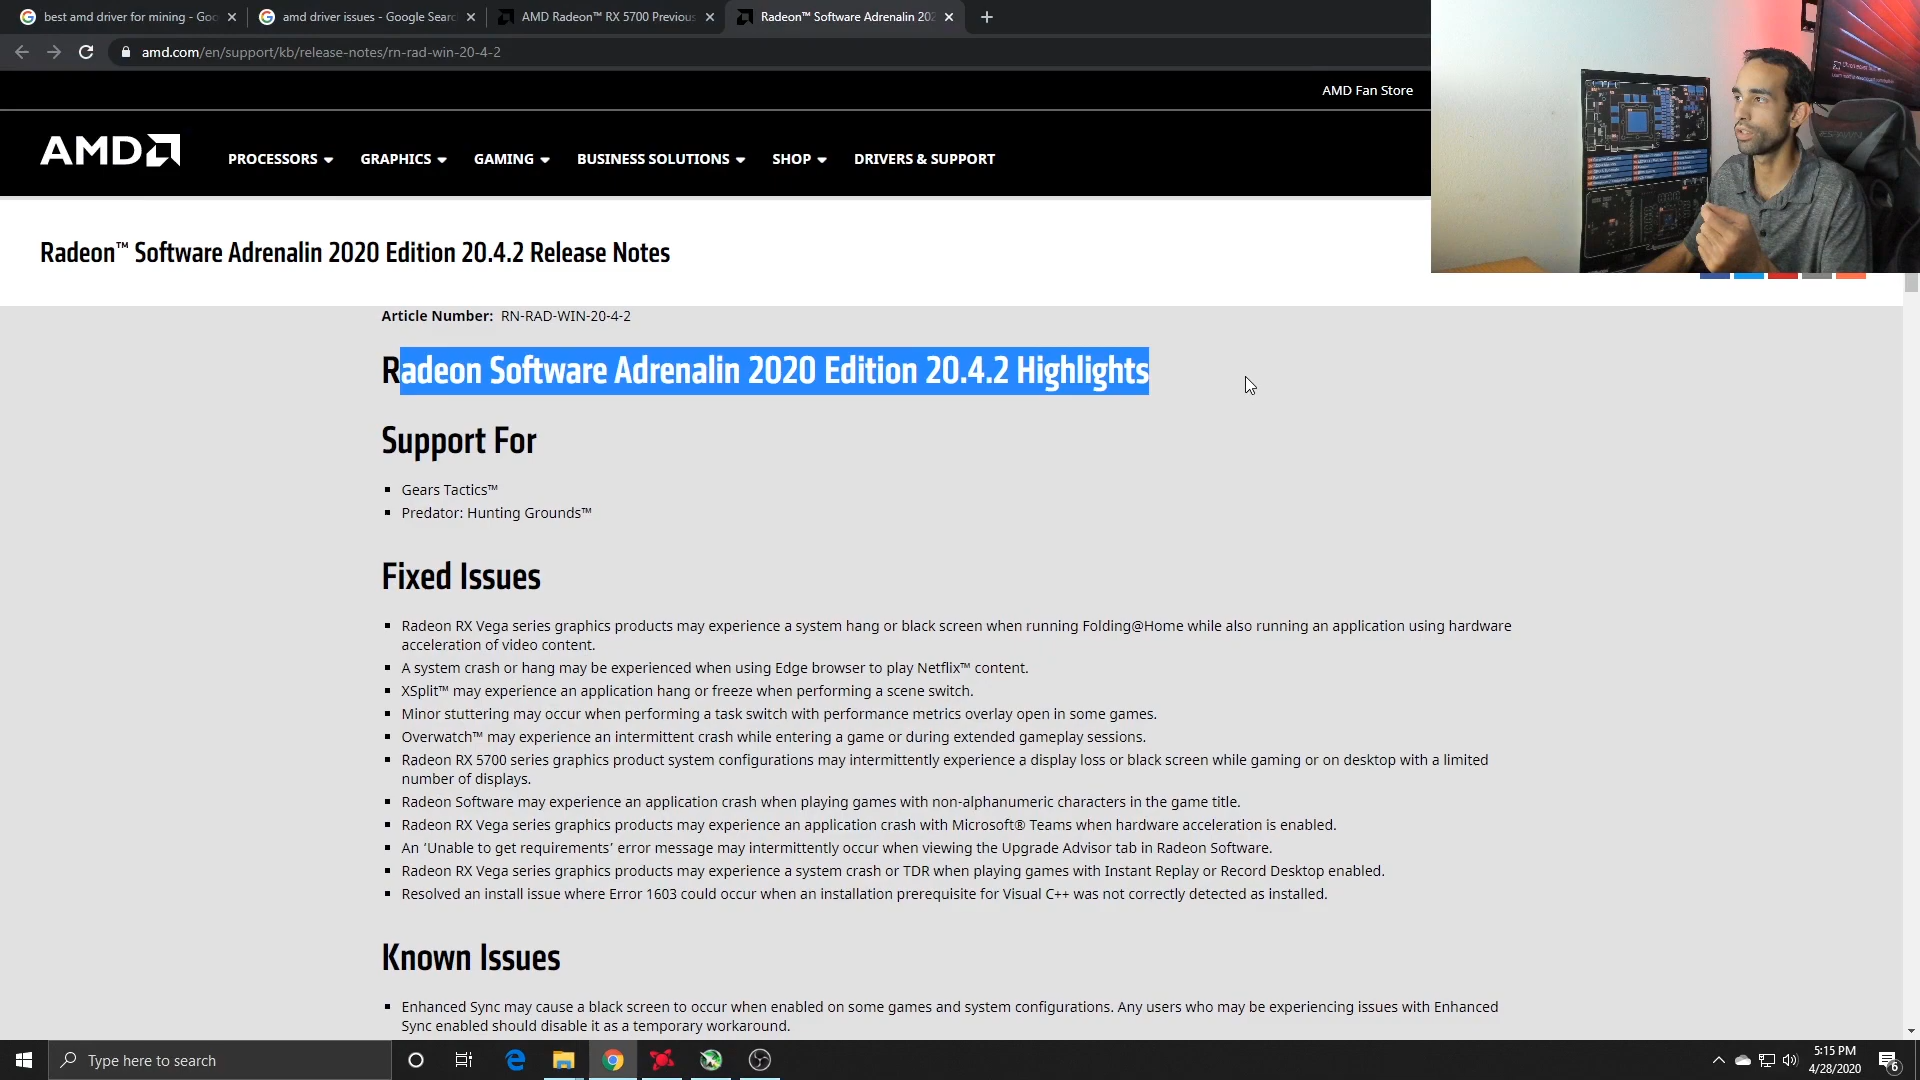 best amd driver for mining - Goo
amd driver issues - Google Searc
AMD Radeon™ RX 5700 Previous
Radeon™ Software Adrenalin 202
amd.com/en/support/kb/release-notes/rn-rad-win-20-4-2
AMD Fan Store
AMD
PROCESSORS
GRAPHICS
GAMING
BUSINESS SOLUTIONS
SHOP
DRIVERS & SUPPORT
Radeon™ Software Adrenalin 2020 Edition 20.4.2 Release Notes
Article Number: RN-RAD-WIN-20-4-2
Radeon Software Adrenalin 2020 Edition 20.4.2 Highlights
Support For
Gears Tactics™
Predator: Hunting Grounds™
Fixed Issues
Radeon RX Vega series graphics products may experience a system hang or black screen when running Folding@Home while also running an application using hardware
acceleration of video content.
A system crash or hang may be experienced when using Edge browser to play Netflix™ content.
XSplit™ may experience an application hang or freeze when performing a scene switch.
Minor stuttering may occur when performing a task switch with performance metrics overlay open in some games.
Overwatch™ may experience an intermittent crash while entering a game or during extended gameplay sessions.
Radeon RX 5700 series graphics product system configurations may intermittently experience a display loss or black screen while gaming or on desktop with a limited
number of displays.
Radeon Software may experience an application crash when playing games with non-alphanumeric characters in the game title.
Radeon RX Vega series graphics products may experience an application crash with Microsoft® Teams when hardware acceleration is enabled.
An ‘Unable to get requirements’ error message may intermittently occur when viewing the Upgrade Advisor tab in Radeon Software.
Radeon RX Vega series graphics products may experience a system crash or TDR when playing games with Instant Replay or Record Desktop enabled.
Resolved an install issue where Error 1603 could occur when an installation prerequisite for Visual C++ was not correctly detected as installed.
Known Issues
Enhanced Sync may cause a black screen to occur when enabled on some games and system configurations. Any users who may be experiencing issues with Enhanced
Sync enabled should disable it as a temporary workaround.
Type here to search
5:15 PM
4/28/2020
6